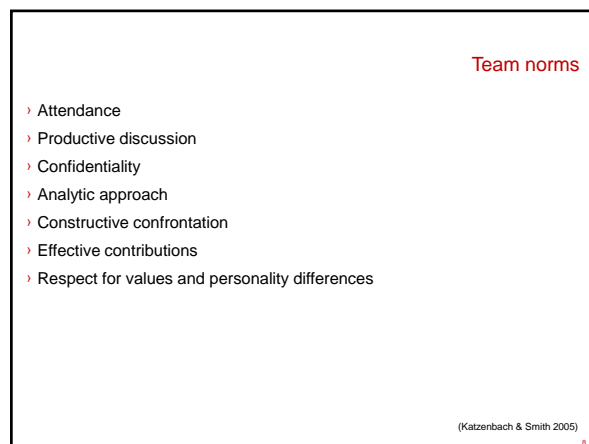 Team norms
› Attendance
› Productive discussion
› Confidentiality
› Analytic approach
› Constructive confrontation
› Effective contributions
› Respect for values and personality differences
(Katzenbach & Smith 2005)
8